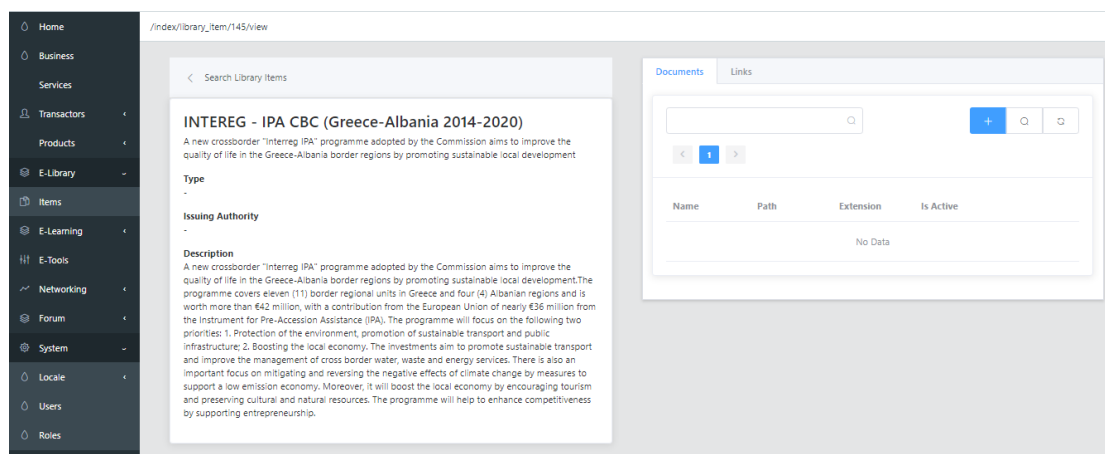 Home
Business
Services
Transactors
Products
E-Library
Items
E-Learning
E-Tools
Networking
Forum
System
Locale
Users
Roles
/index/library_item/145/view
Search Library Items
INTEREG - IPA CBC (Greece-Albania 2014-2020)
A new crossborder "Interreg IPA" programme adopted by the Commission aims to improve the
quality of life in the Greece-Albania border regions by promoting sustainable local development
Type
-
Issuing Authority
-
Description
A new crossborder "Interreg IPA" programme adopted by the Commission aims to improve the
quality of life in the Greece-Albania border regions by promoting sustainable local development.The
programme covers eleven (11) border regional units in Greece and four (4) Albanian regions and is
worth more than €42 million, with a contribution from the European Union of nearly €36 million from
the Instrument for Pre-Accession Assistance (IPA). The programme will focus on the following two
priorities: 1. Protection of the environment, promotion of sustainable transport and public
infrastructure; 2. Boosting the local economy. The investments aim to promote sustainable transport
and improve the management of cross border water, waste and energy services. There is also an
important focus on mitigating and reversing the negative effects of climate change by measures to
support a low emission economy. Moreover, it will boost the local economy by encouraging tourism
and preserving cultural and natural resources. The programme will help to enhance competitiveness
by supporting entrepreneurship.
Documents Links
1
Name Path Extension Is Active
No Data